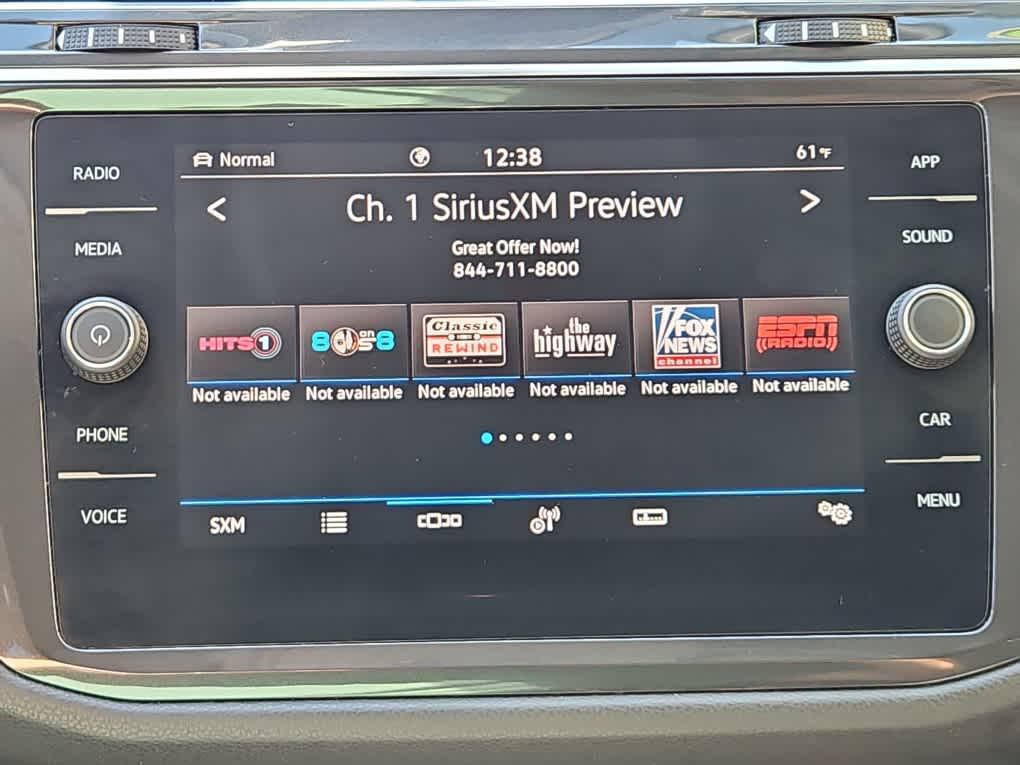 RADIO
MEDIA
PHONE
VOICE
Normal
12:38
61°F
< Ch. 1 SiriusXM Preview >
Great Offer Now!
844-711-8800
HITS 1
80s on 8
Classic
REWIND
the
highway
FOX
NEWS
channel
ESPN
RADIO
Not available
Not available
Not available
Not available
Not available
Not available
SXM
APP
SOUND
CAR
MENU